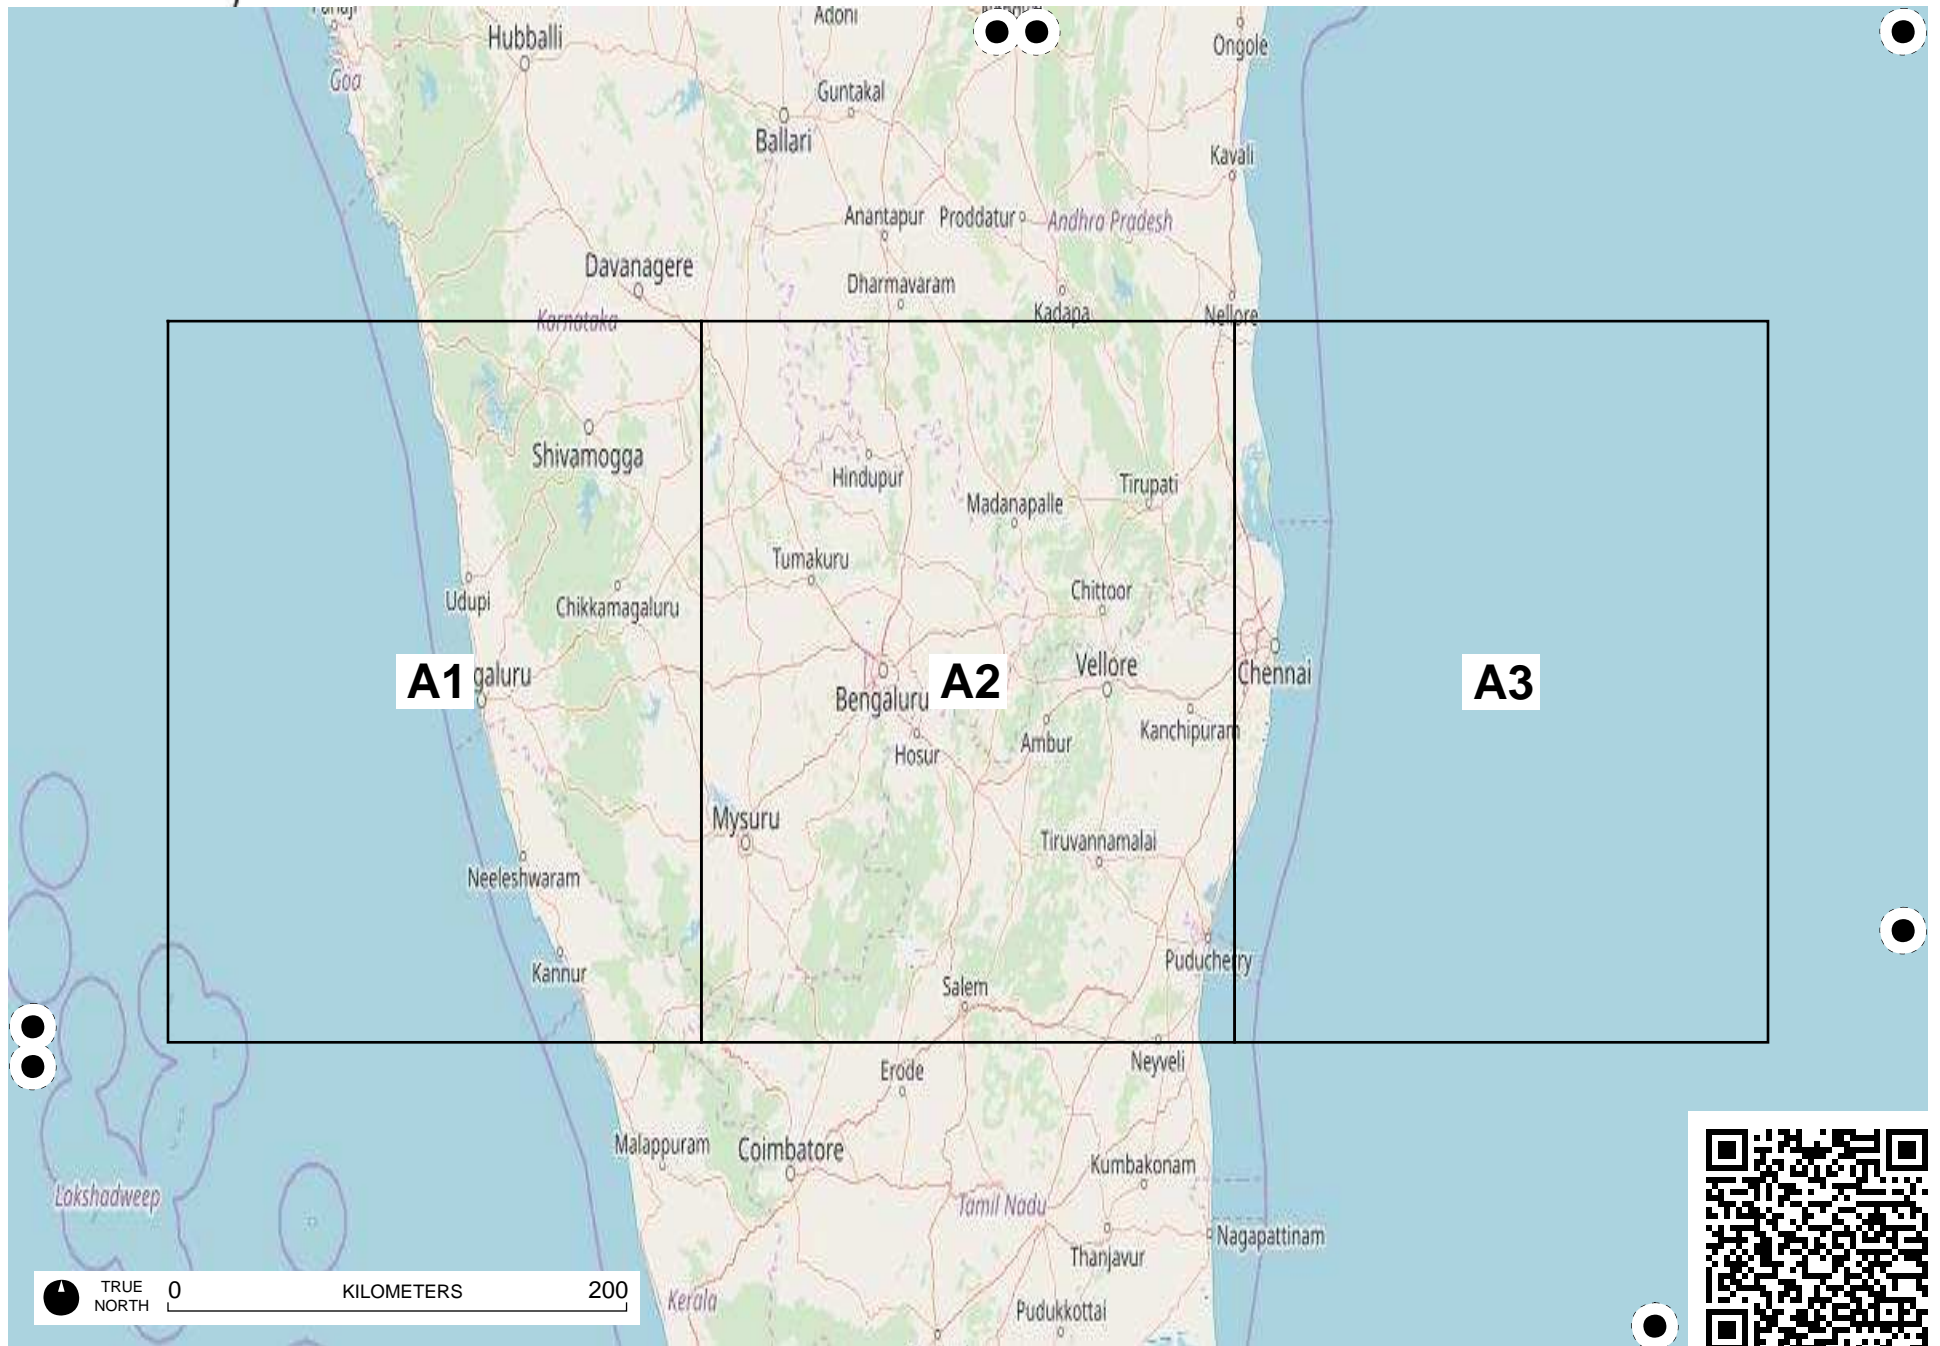 Adoni
Hubballi
Ongole
Goa
Guntakal
Ballari
Kavali
Anantapur
Proddatur
Andhra Pradesh
Davanagere
Dharmavaram
Kadapa
Nellore
Karnataka
Shivamogga
Hindupur
Tirupati
Madanapalle
Tumakuru
Chittoor
Udupi
Chikkamagaluru
A1
galuru
Bengaluru
A2
Vellore
Chennai
A3
Kanchipuram
Ambur
Hosur
Mysuru
Tiruvannamalai
Neeleshwaram
Kannur
Puducherry
Salem
Neyveli
Erode
Malappuram
Coimbatore
Kumbakonam
Lakshadweep
Tamil Nadu
Nagapattinam
Thanjavur
TRUE NORTH
0 KILOMETERS 200
Kerala
Pudukkottai